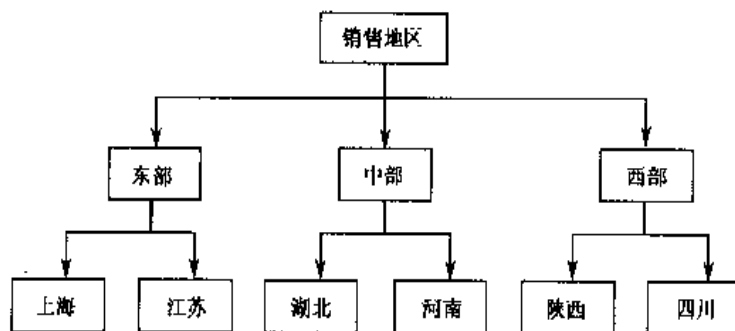 销售地区
东部
中部
西部
上海
江苏
湖北
河南
陕西
四川